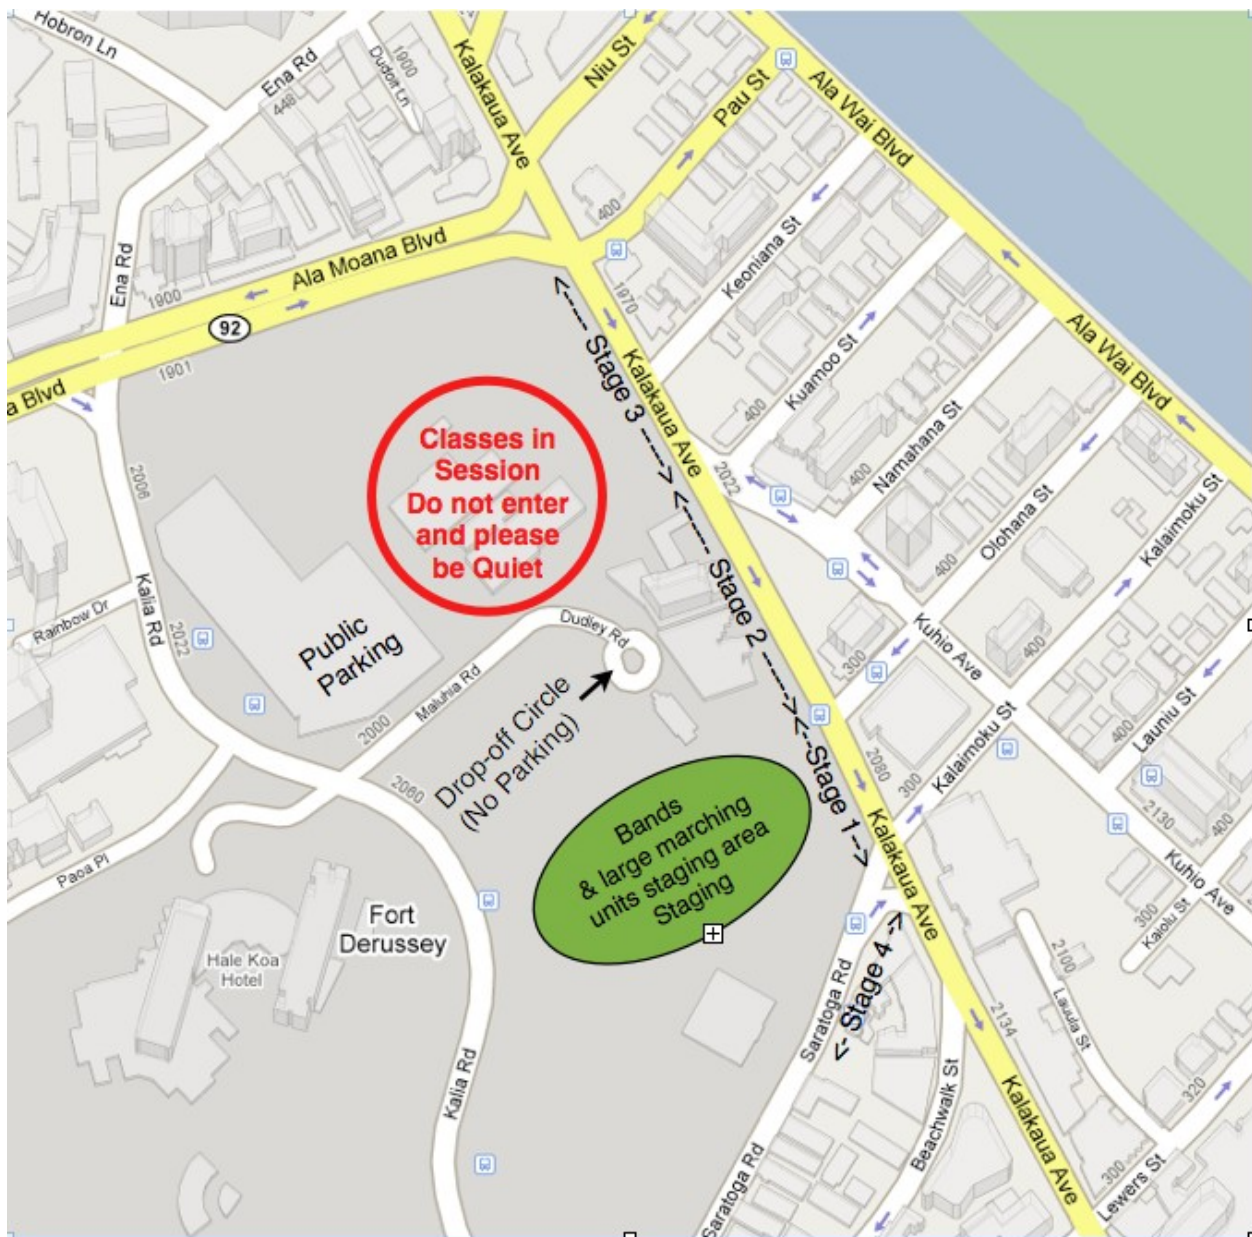 Hobron Ln
Ena Rd
448
Dudoit Ln
1900
Kalakaua Ave
Niu St
Pau St
Ala Wai Blvd
400
Ena Rd
Ala Moana Blvd
1900
92
1901
a Blvd
1970
Keoniana St
Kuamoo St
400
Ala Wai Blvd
<----- Stage 3 ----->
Kalakaua Ave
2022
400
Namahana St
Olohana St
400
Kalaimoku St
Classes in
Session
Do not enter
and please
be Quiet
2006
Kalia Rd
2022
Rainbow Dr
Public
Parking
Dudley Rd
Maluhia Rd
2000
Drop-off Circle
(No Parking)
<------ Stage 2 ------>
300
Kuhio Ave
400
Launiu St
400
2060
<--Stage 1-->
2080
300
Kalaimoku St
2130
400
Bands
& large marching
units staging area
Staging
Kalakaua Ave
Kuhio Ave
300
Kaiolu St
Paoa Pl
Fort
Derussey
Hale Koa
Hotel
<- Stage 4 ->
Saratoga Rd
2100
Lauula St
2134
Kalia Rd
Beachwalk St
Kalakaua Ave
320
300
Lewers St
Saratoga Rd